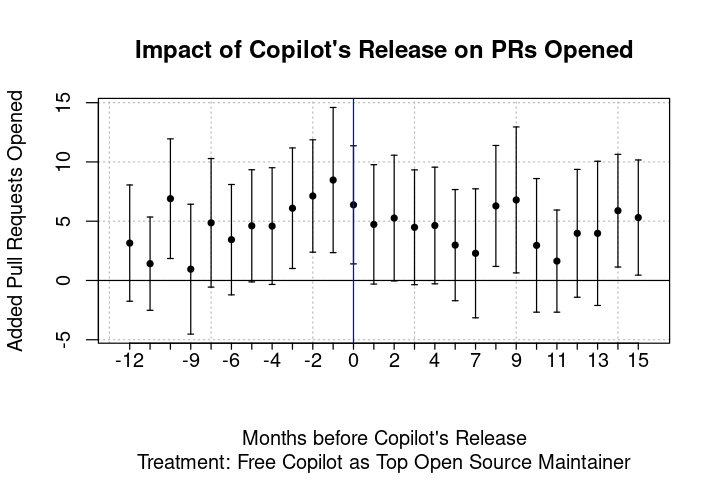 Impact of Copilot's Release on PRs Opened
Added Pull Requests Opened
15
10
5
0
-5
-12 -9 -6 -4 -2 0 2 4 7 9 11 13 15
Months before Copilot's Release
Treatment: Free Copilot as Top Open Source Maintainer